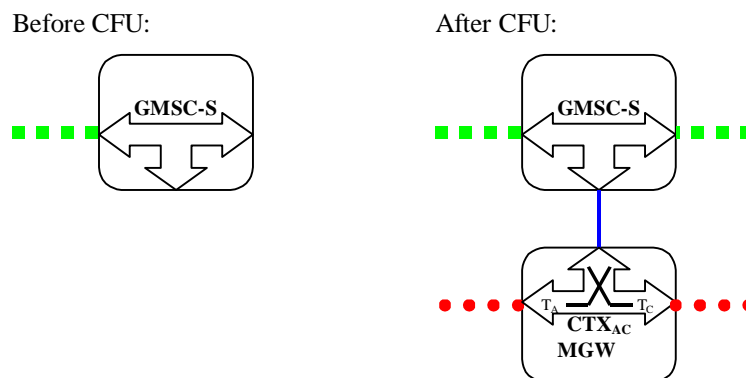 Before CFU:
After CFU:
GMSC-S
GMSC-S
TA
TC
CTXAC
MGW